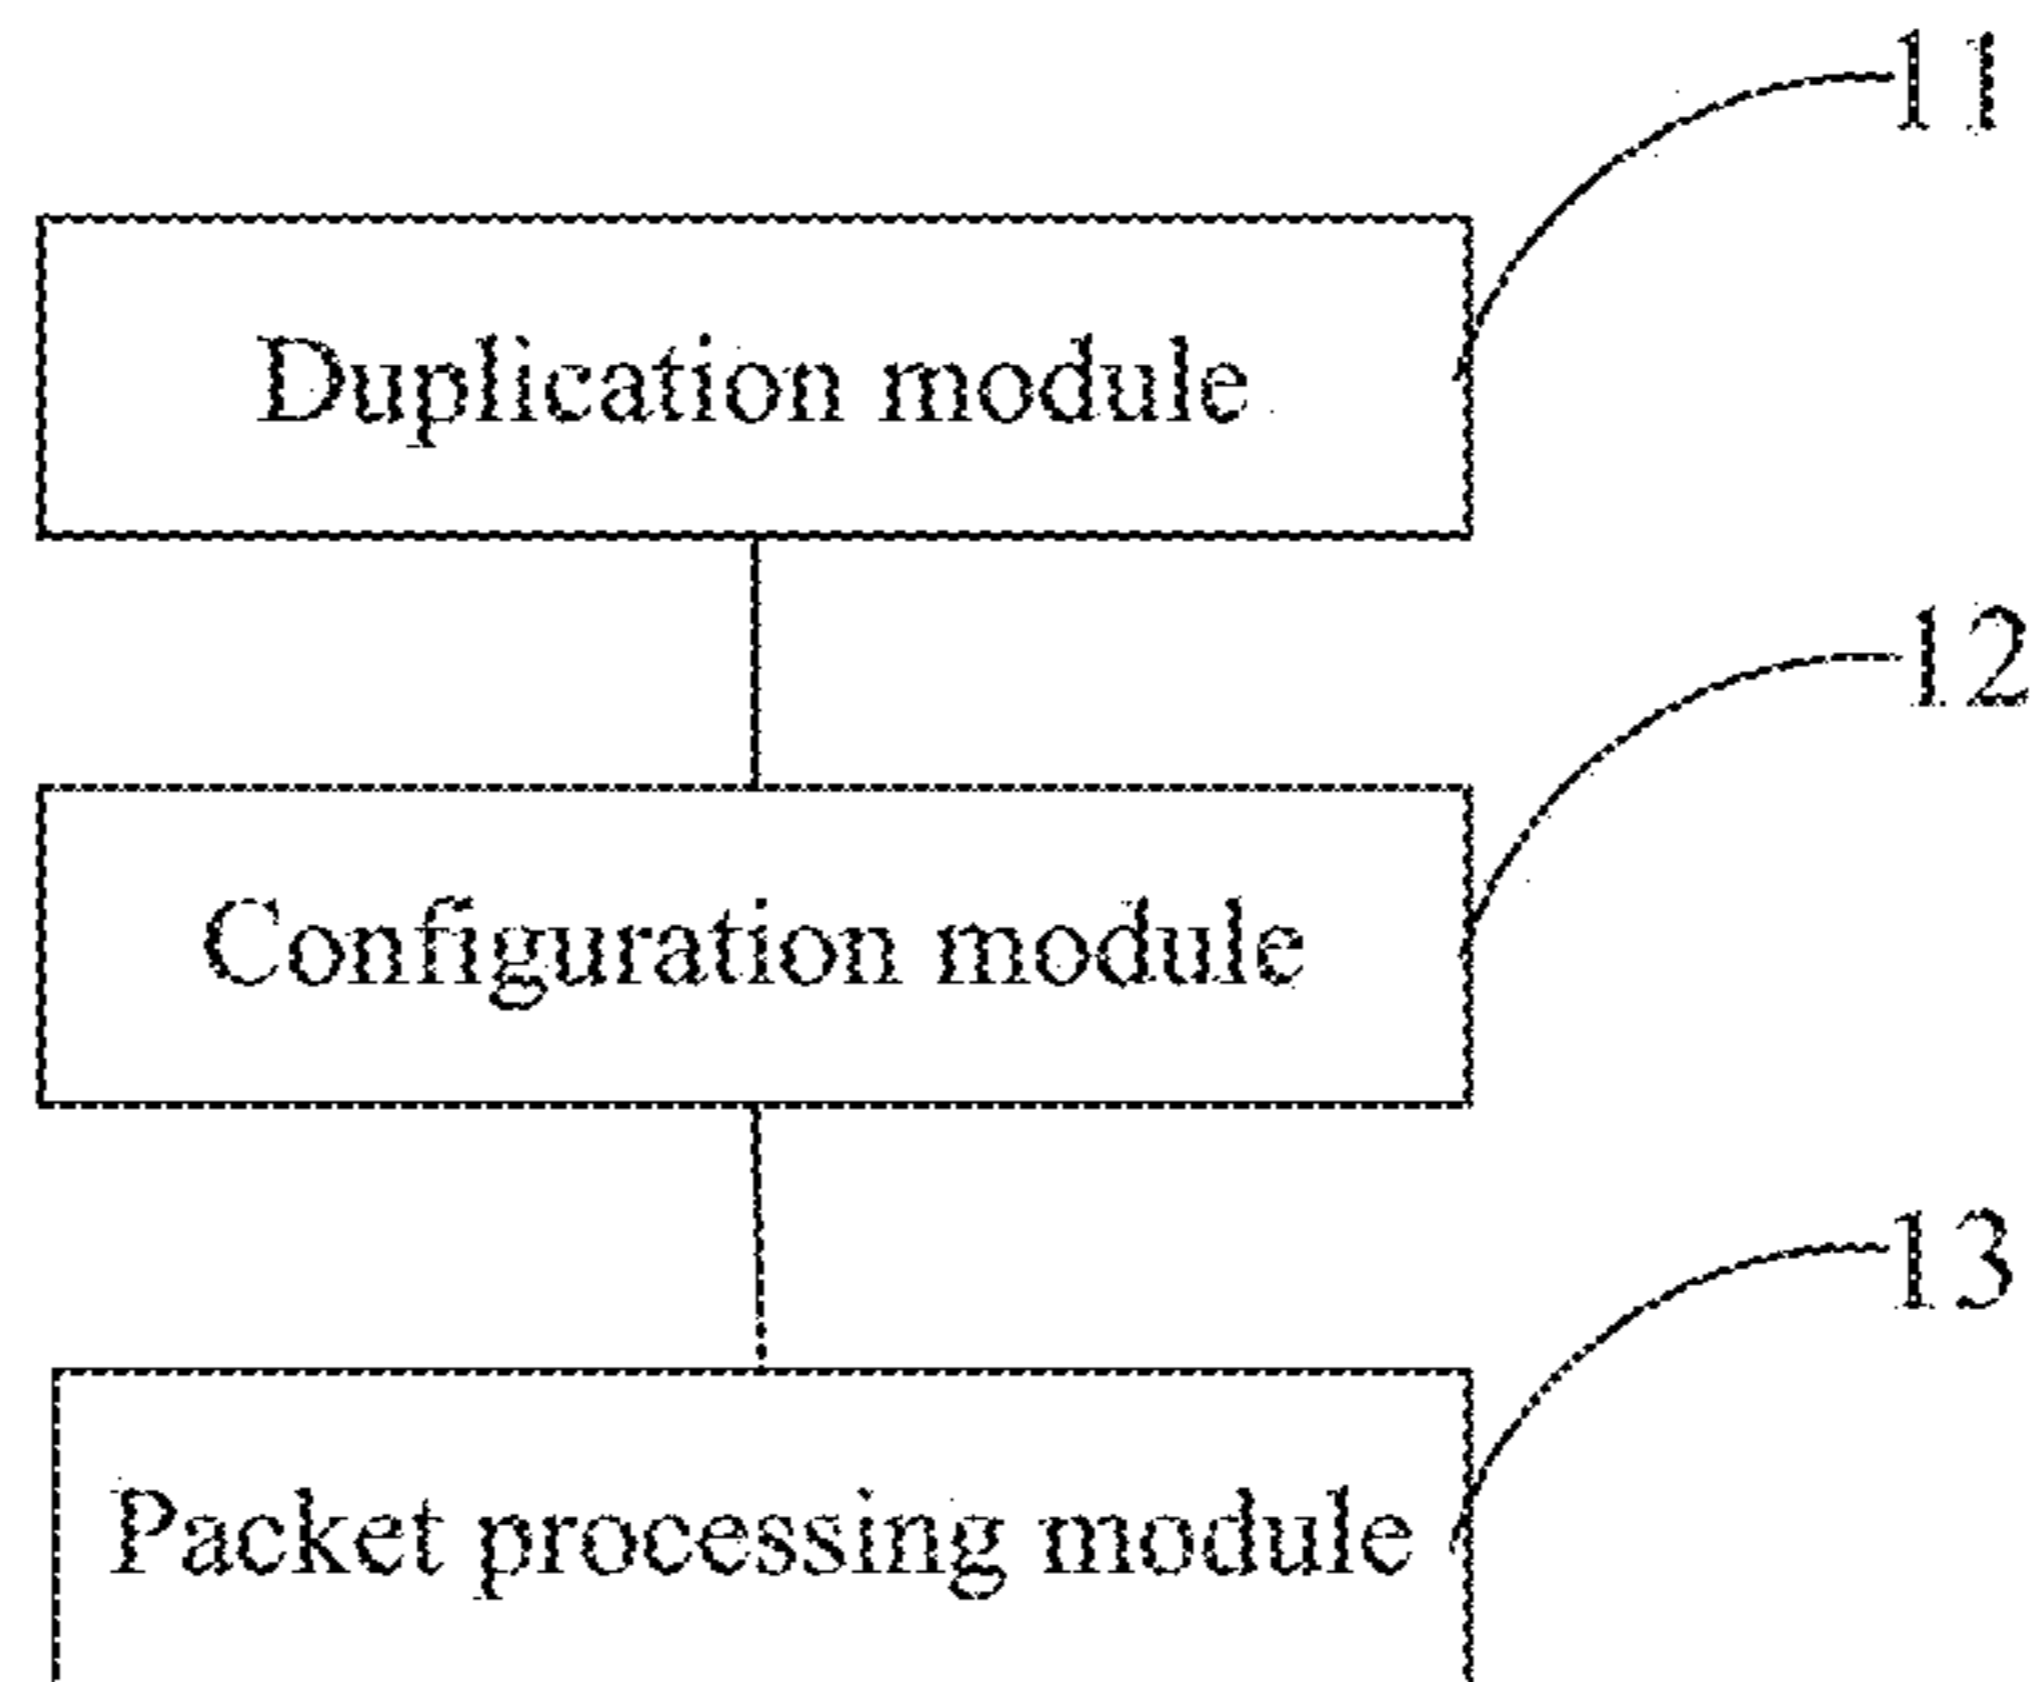 11
Duplication module
12
Configuration module
13
Packet processing module